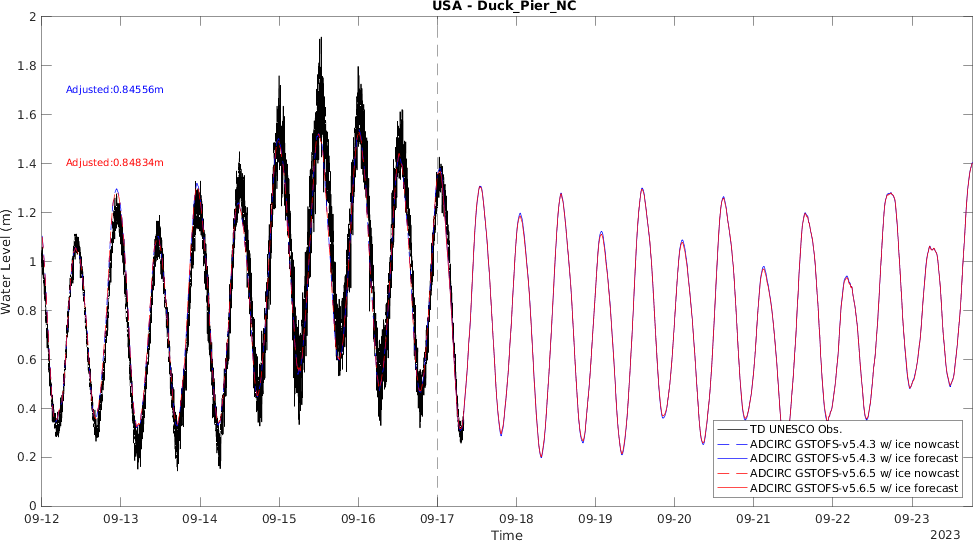 USA - Duck_Pier_NC
2
1.8
1.6
1.4
1.2
1
0.8
0.6
0.4
0.2
0
Water Level (m)
Adjusted:0.84556m
Adjusted:0.84834m
TD UNESCO Obs.
ADCIRC GSTOFS-v5.4.3 w/ ice nowcast
ADCIRC GSTOFS-v5.4.3 w/ ice forecast
ADCIRC GSTOFS-v5.6.5 w/ ice nowcast
ADCIRC GSTOFS-v5.6.5 w/ ice forecast
09-12 09-13 09-14 09-15 09-16 09-17 09-18 09-19 09-20 09-21 09-22 09-23
Time
2023